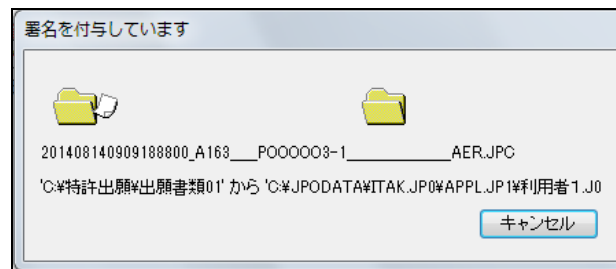 署名を付与しています
201408140909188800_A163___POOOOO3-1__________AER.JPC
'C:¥特許出願¥出願書類01' から 'C:¥JPODATA¥ITAK.JP0¥APPL.JP1¥利用者1.J0
キャンセル